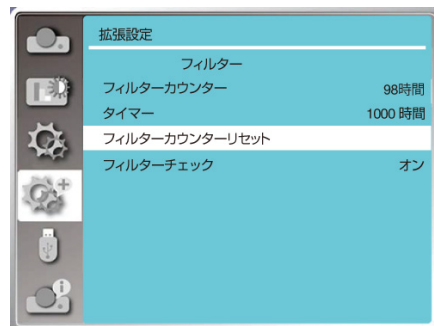 拡張設定
フィルター
フィルターカウンター 98時間
タイマー 1000 時間
フィルターカウンターリセット
フィルターチェック オン